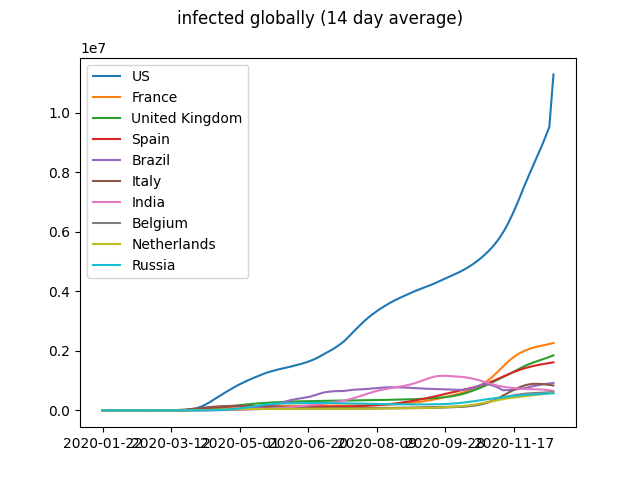 infected globally (14 day average)
1e7
US
France
United Kingdom
Spain
Brazil
Italy
India
Belgium
Netherlands
Russia
1.0
0.8
0.6
0.4
0.2
0.0
2020-01-22 2020-03-12 2020-05-01 2020-06-20 2020-08-09 2020-09-28 2020-11-17